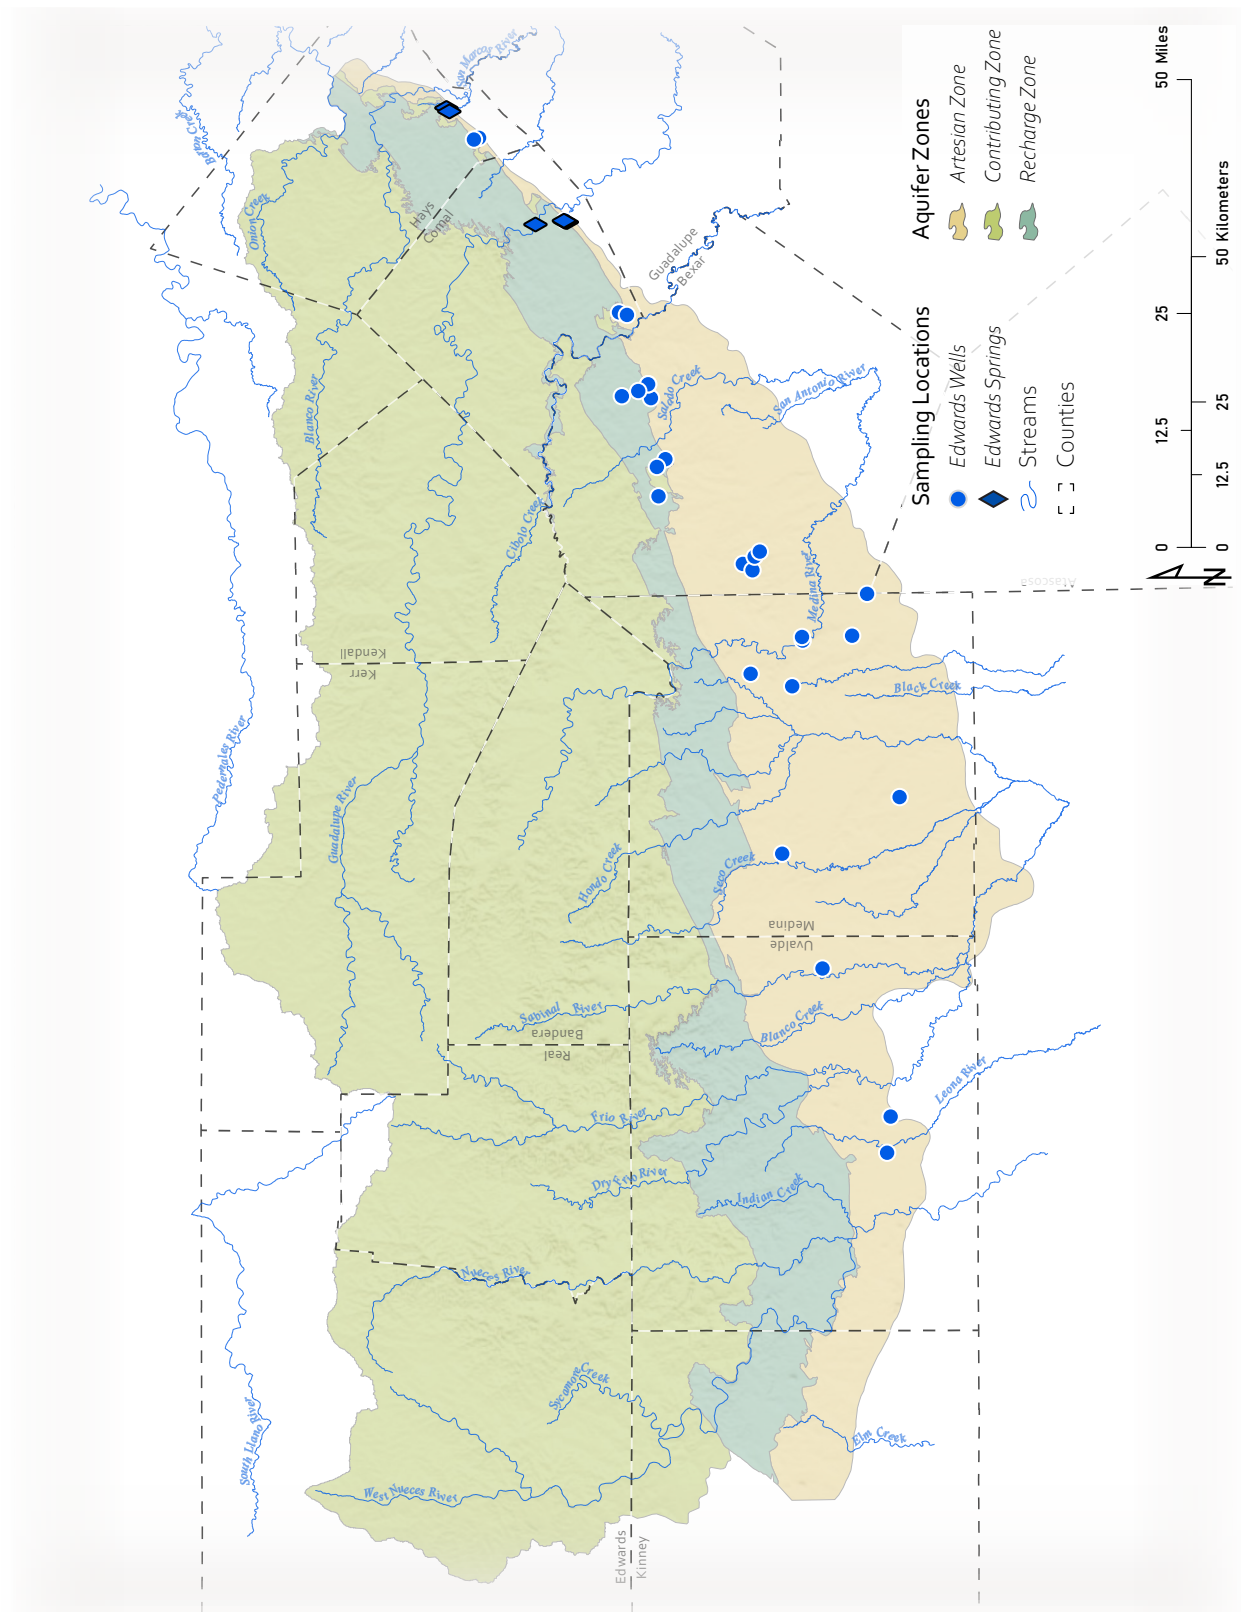 Barton Creek
San Marcos River
Onion Creek
Hays
Comal
Guadalupe
Bexar
Blanco River
Salado Creek
San Antonio River
Cibolo Creek
Medina River
Kendall
Kerr
Black Creek
Pedernales River
Guadalupe River
Hondo Creek
Seco Creek
Medina
Uvalde
Sabinal River
Bandera
Real
Blanco Creek
Leona River
Frio River
Dry Frio River
Indian Creek
Nueces River
Sycamore Creek
South Llano River
West Nueces River
Elm Creek
Edwards
Kinney
Atascosa
Sampling Locations
Edwards Wells
Edwards Springs
Streams
Counties
Aquifer Zones
Artesian Zone
Contributing Zone
Recharge Zone
0 12.5 25 50 Miles
0 12.5 25 50 Kilometers
N